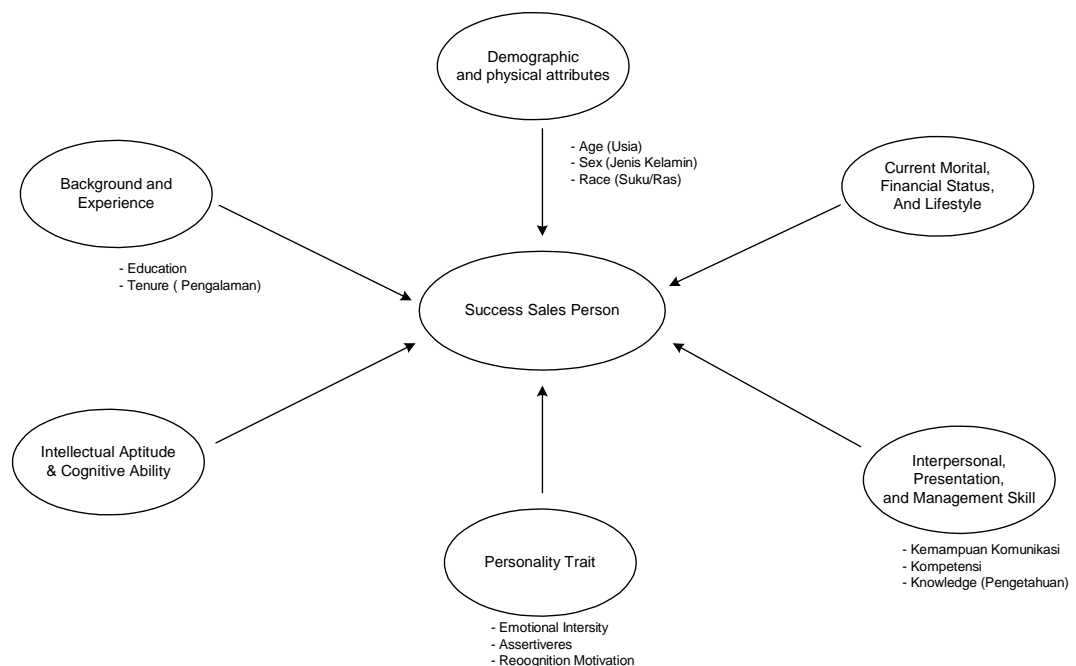 Demographic
and physical attributes
- Age (Usia)
- Sex (Jenis Kelamin)
- Race (Suku/Ras)
Background and
Experience
- Education
- Tenure ( Pengalaman)
Current Morital,
Financial Status,
And Lifestyle
Success Sales Person
Intellectual Aptitude
& Cognitive Ability
Interpersonal,
Presentation,
and Management Skill
- Kemampuan Komunikasi
- Kompetensi
- Knowledge (Pengetahuan)
Personality Trait
- Emotional Intersity
- Assertiveres
- Reoognition Motivation